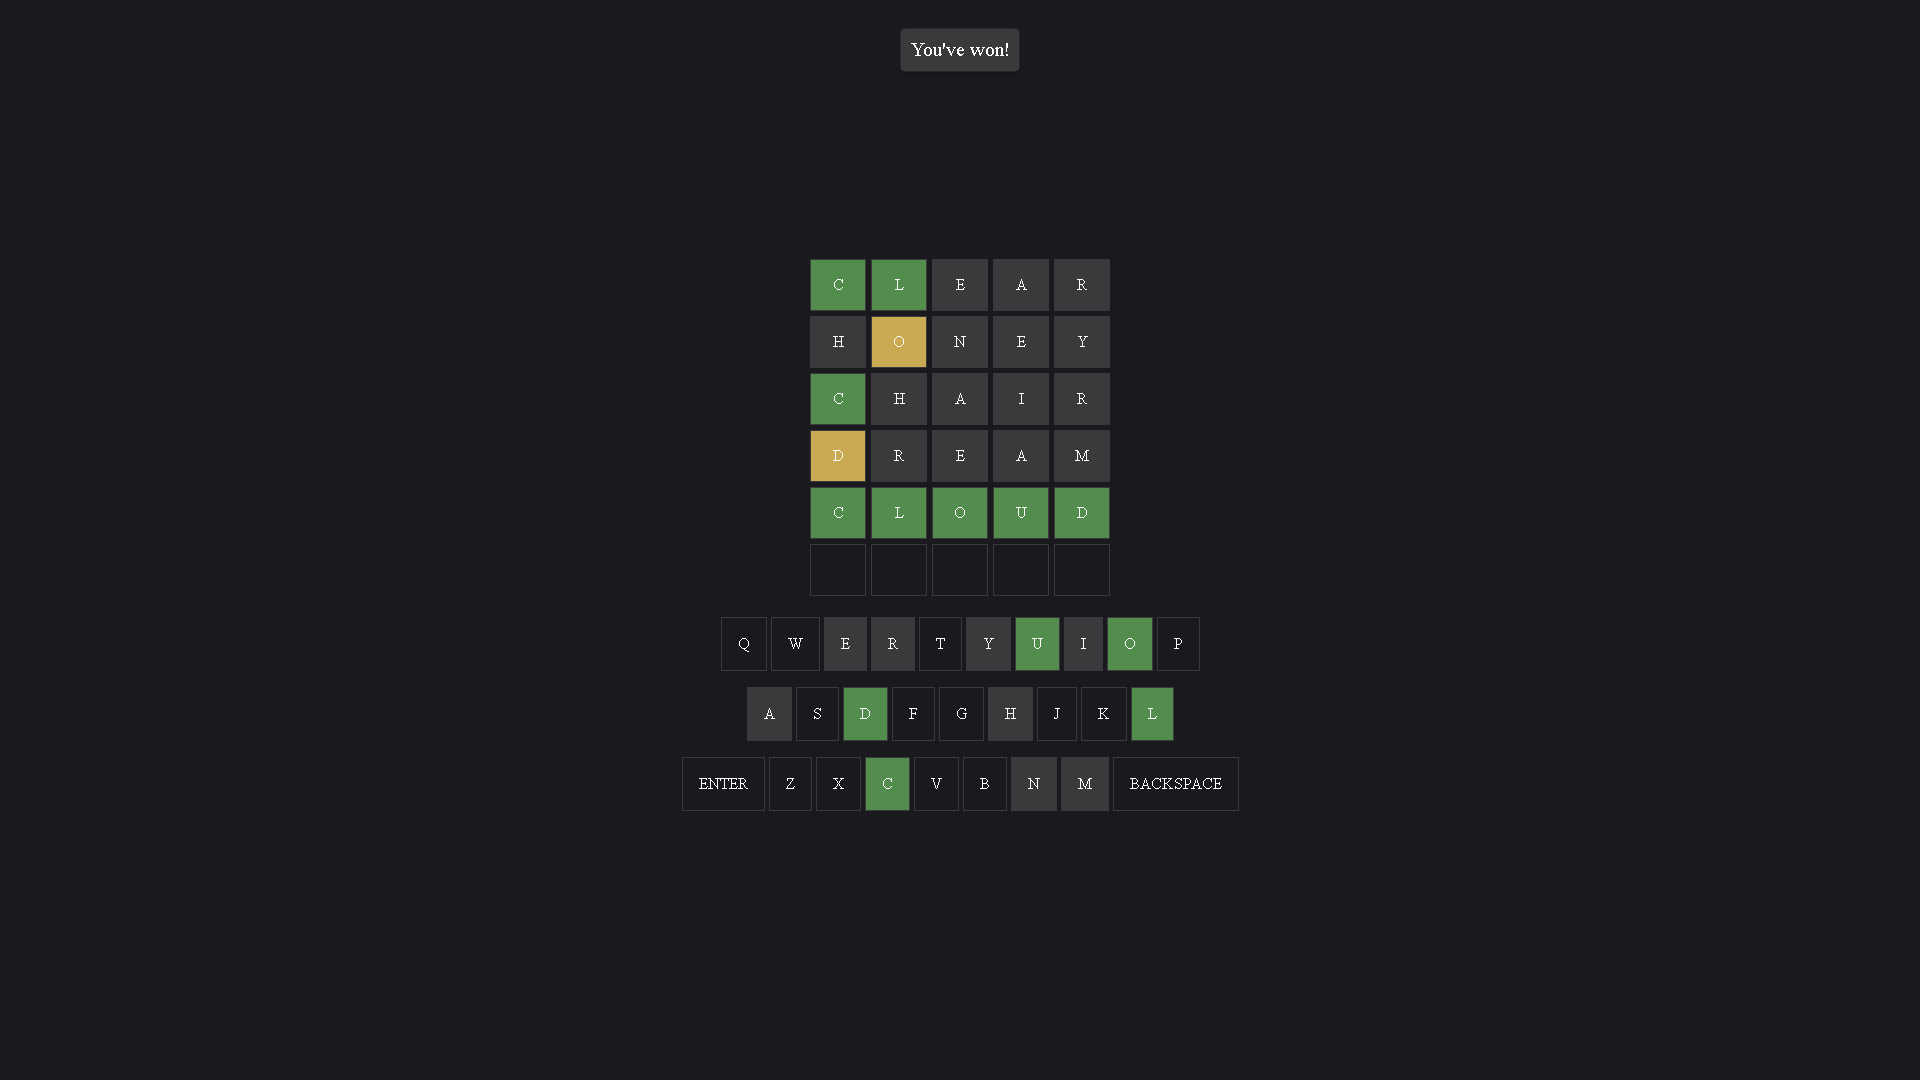 You've won!
C L E A R
H O N E Y
C H A I R
D R E A M
C L O U D
Q W E R T Y U I O P
A S D F G H J K L
ENTER Z X C V B N M BACKSPACE